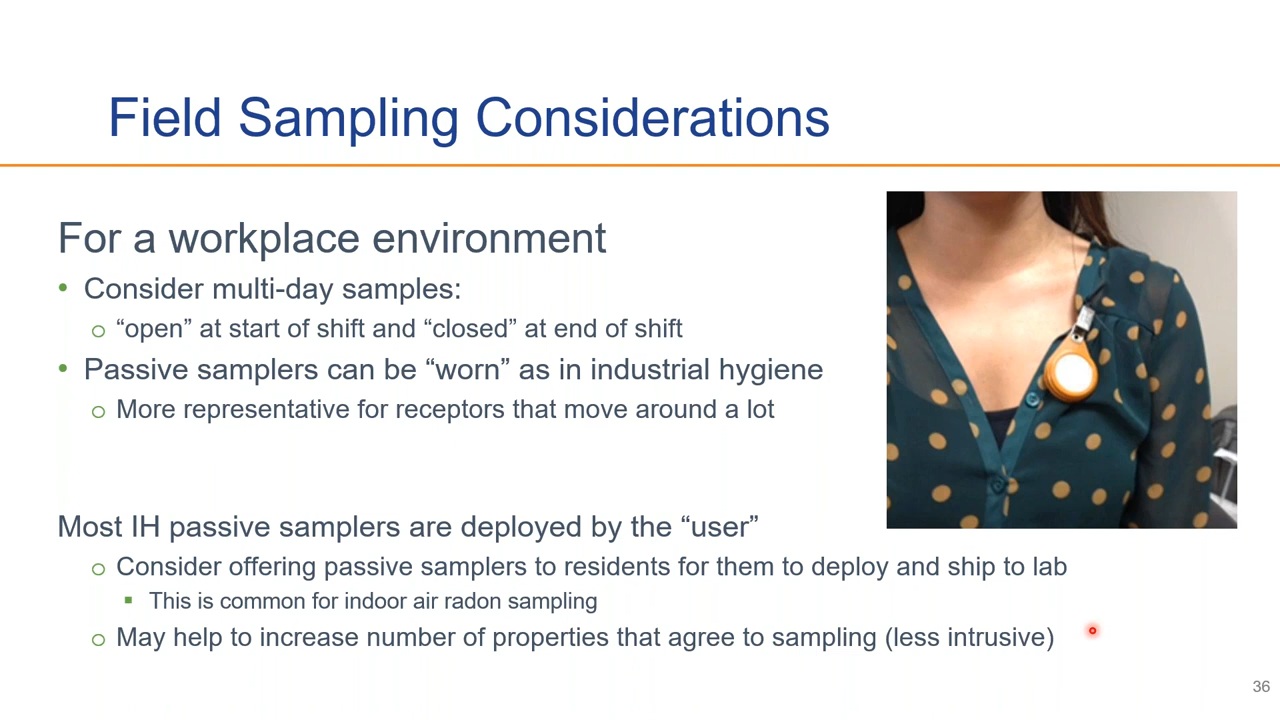 Field Sampling Considerations
For a workplace environment
• Consider multi-day samples:
o “open” at start of shift and “closed” at end of shift
• Passive samplers can be “worn” as in industrial hygiene
o More representative for receptors that move around a lot
Most IH passive samplers are deployed by the “user”
o Consider offering passive samplers to residents for them to deploy and ship to lab
▪ This is common for indoor air radon sampling
o May help to increase number of properties that agree to sampling (less intrusive)
36